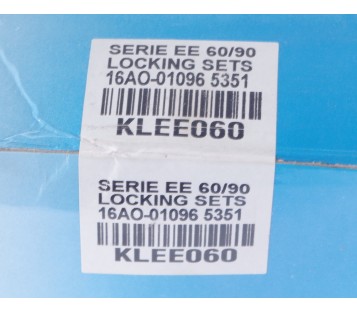 SERIE EE 60/90
LOCKING SETS
16AO-01096 5351
KLEE060
SERIE EE 60/90
LOCKING SETS
16AO-01096 5351
KLEE060